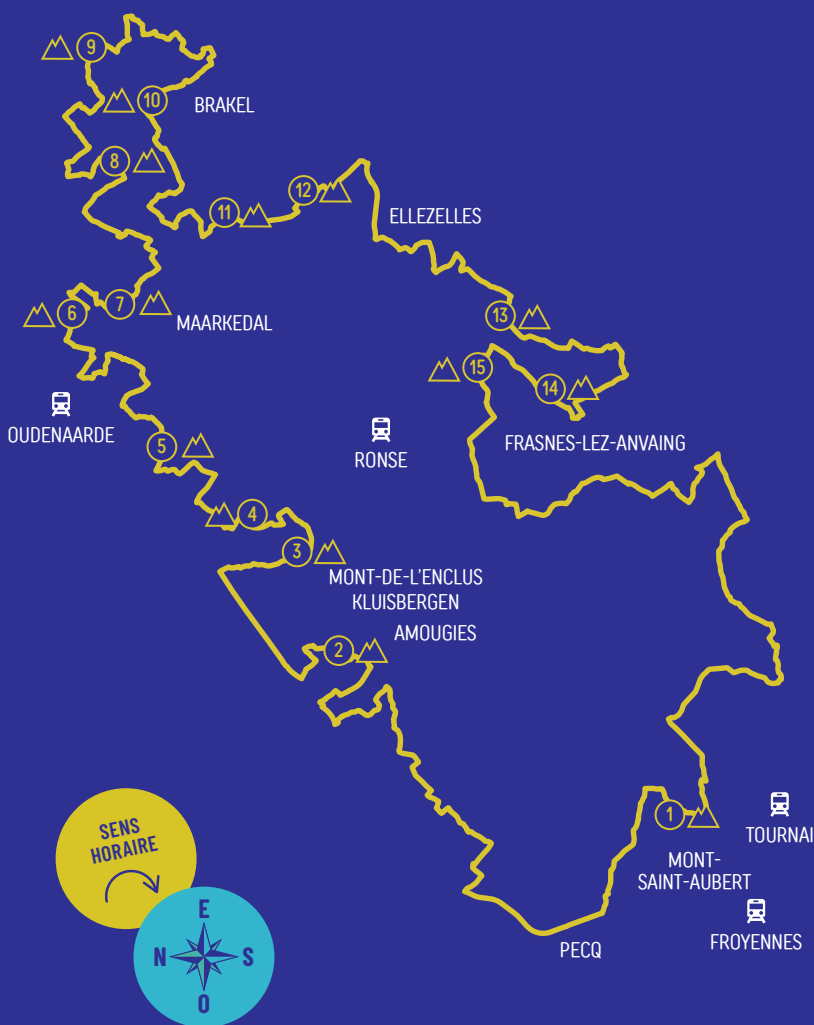 9
10
BRAKEL
8
12
11
ELLEZELLES
7
6
13
MAARKEDAL
15
14
OUDENAARDE
RONSE
FRASNES-LEZ-ANVAING
5
4
3
MONT-DE-L'ENCLUS
KLUISBERGEN
AMOUGIES
2
1
TOURNAI
MONT-
SAINT-AUBERT
FROYENNES
PECQ
SENS
HORAIRE
E
N
S
O